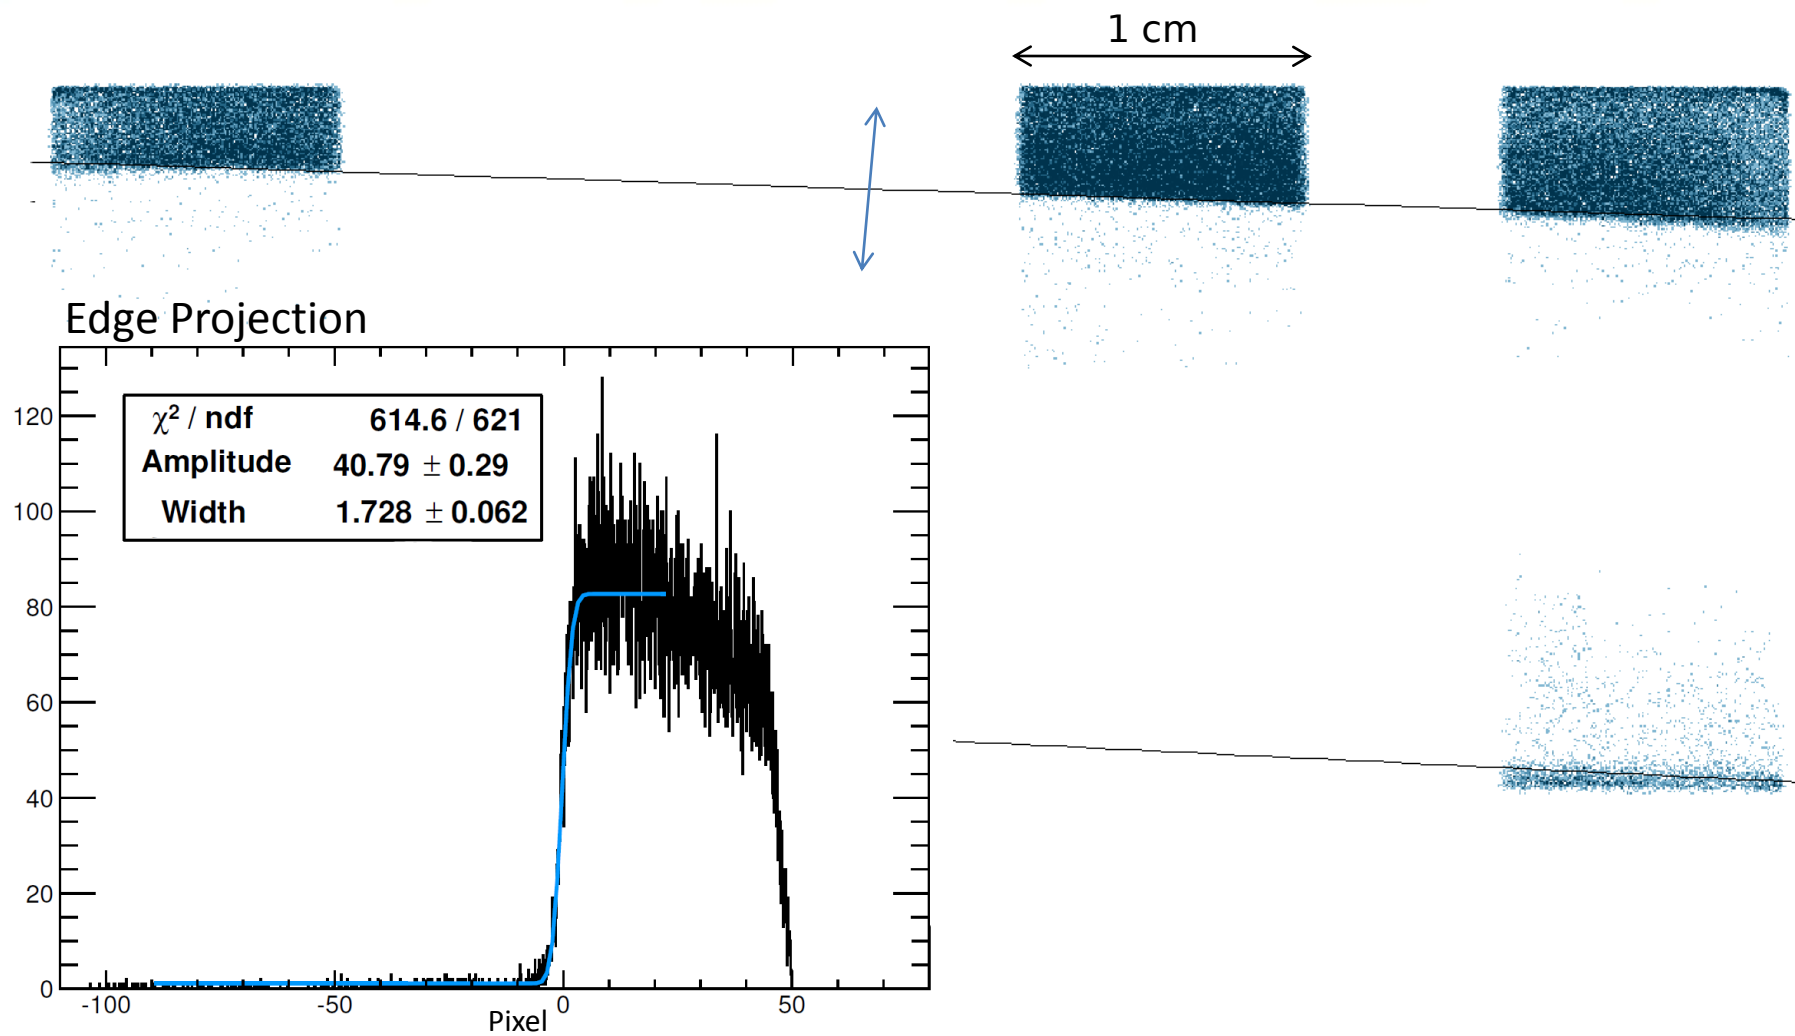 1 cm
Edge Projection
χ² / ndf 614.6 / 621
Amplitude 40.79 ± 0.29
Width 1.728 ± 0.062
120
100
80
60
40
20
0
-100 -50 0 50
Pixel